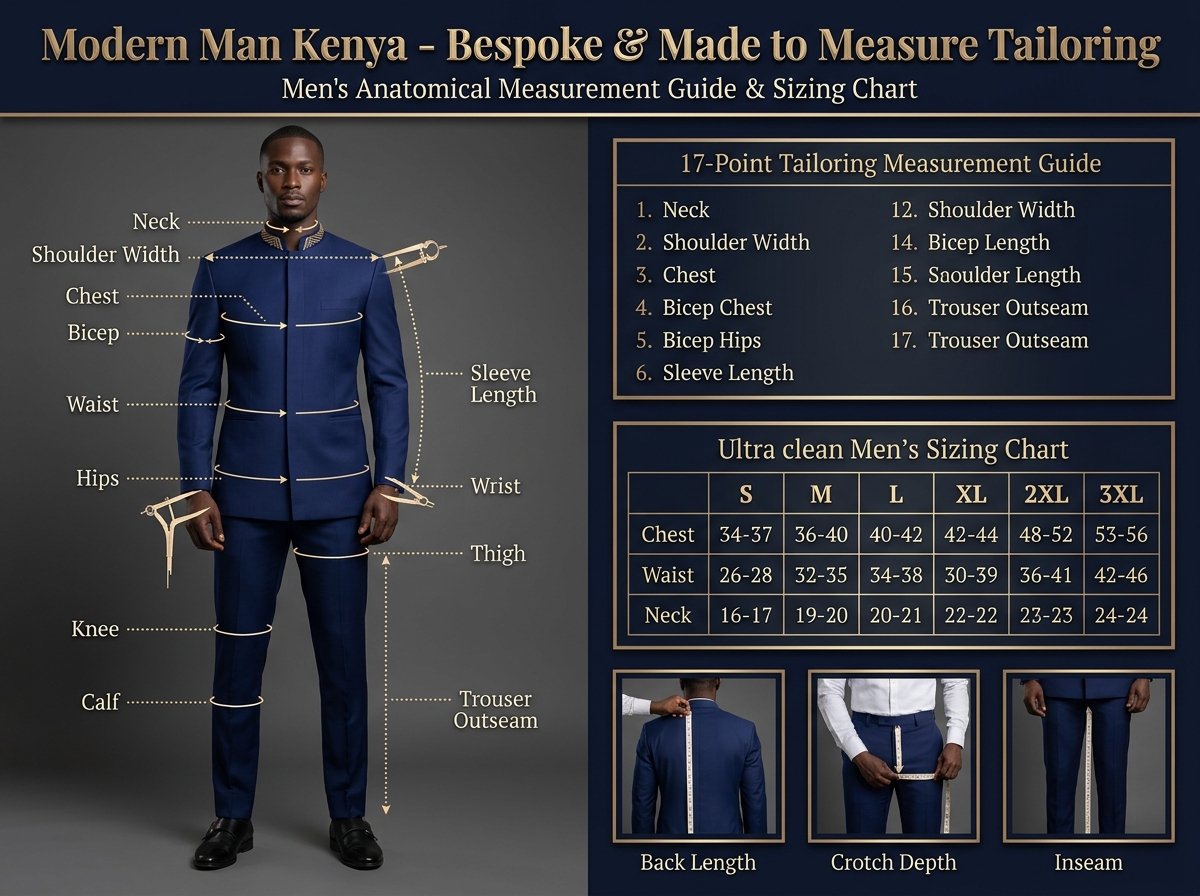 Modern Man Kenya - Bespoke & Made to Measure Tailoring
Men's Anatomical Measurement Guide & Sizing Chart
Neck
Shoulder Width
Chest
Bicep
Waist
Hips
Knee
Calf
Sleeve
Length
Wrist
Thigh
Trouser
Outseam
17-Point Tailoring Measurement Guide
1. Neck
2. Shoulder Width
3. Chest
4. Bicep Chest
5. Bicep Hips
6. Sleeve Length
12. Shoulder Width
14. Bicep Length
15. Saoulder Length
16. Trouser Outseam
17. Trouser Outseam
Ultra clean Men's Sizing Chart
S M L XL 2XL 3XL
Chest 34-37 36-40 40-42 42-44 48-52 53-56
Waist 26-28 32-35 34-38 30-39 36-41 42-46
Neck 16-17 19-20 20-21 22-22 23-23 24-24
Back Length
Crotch Depth
Inseam